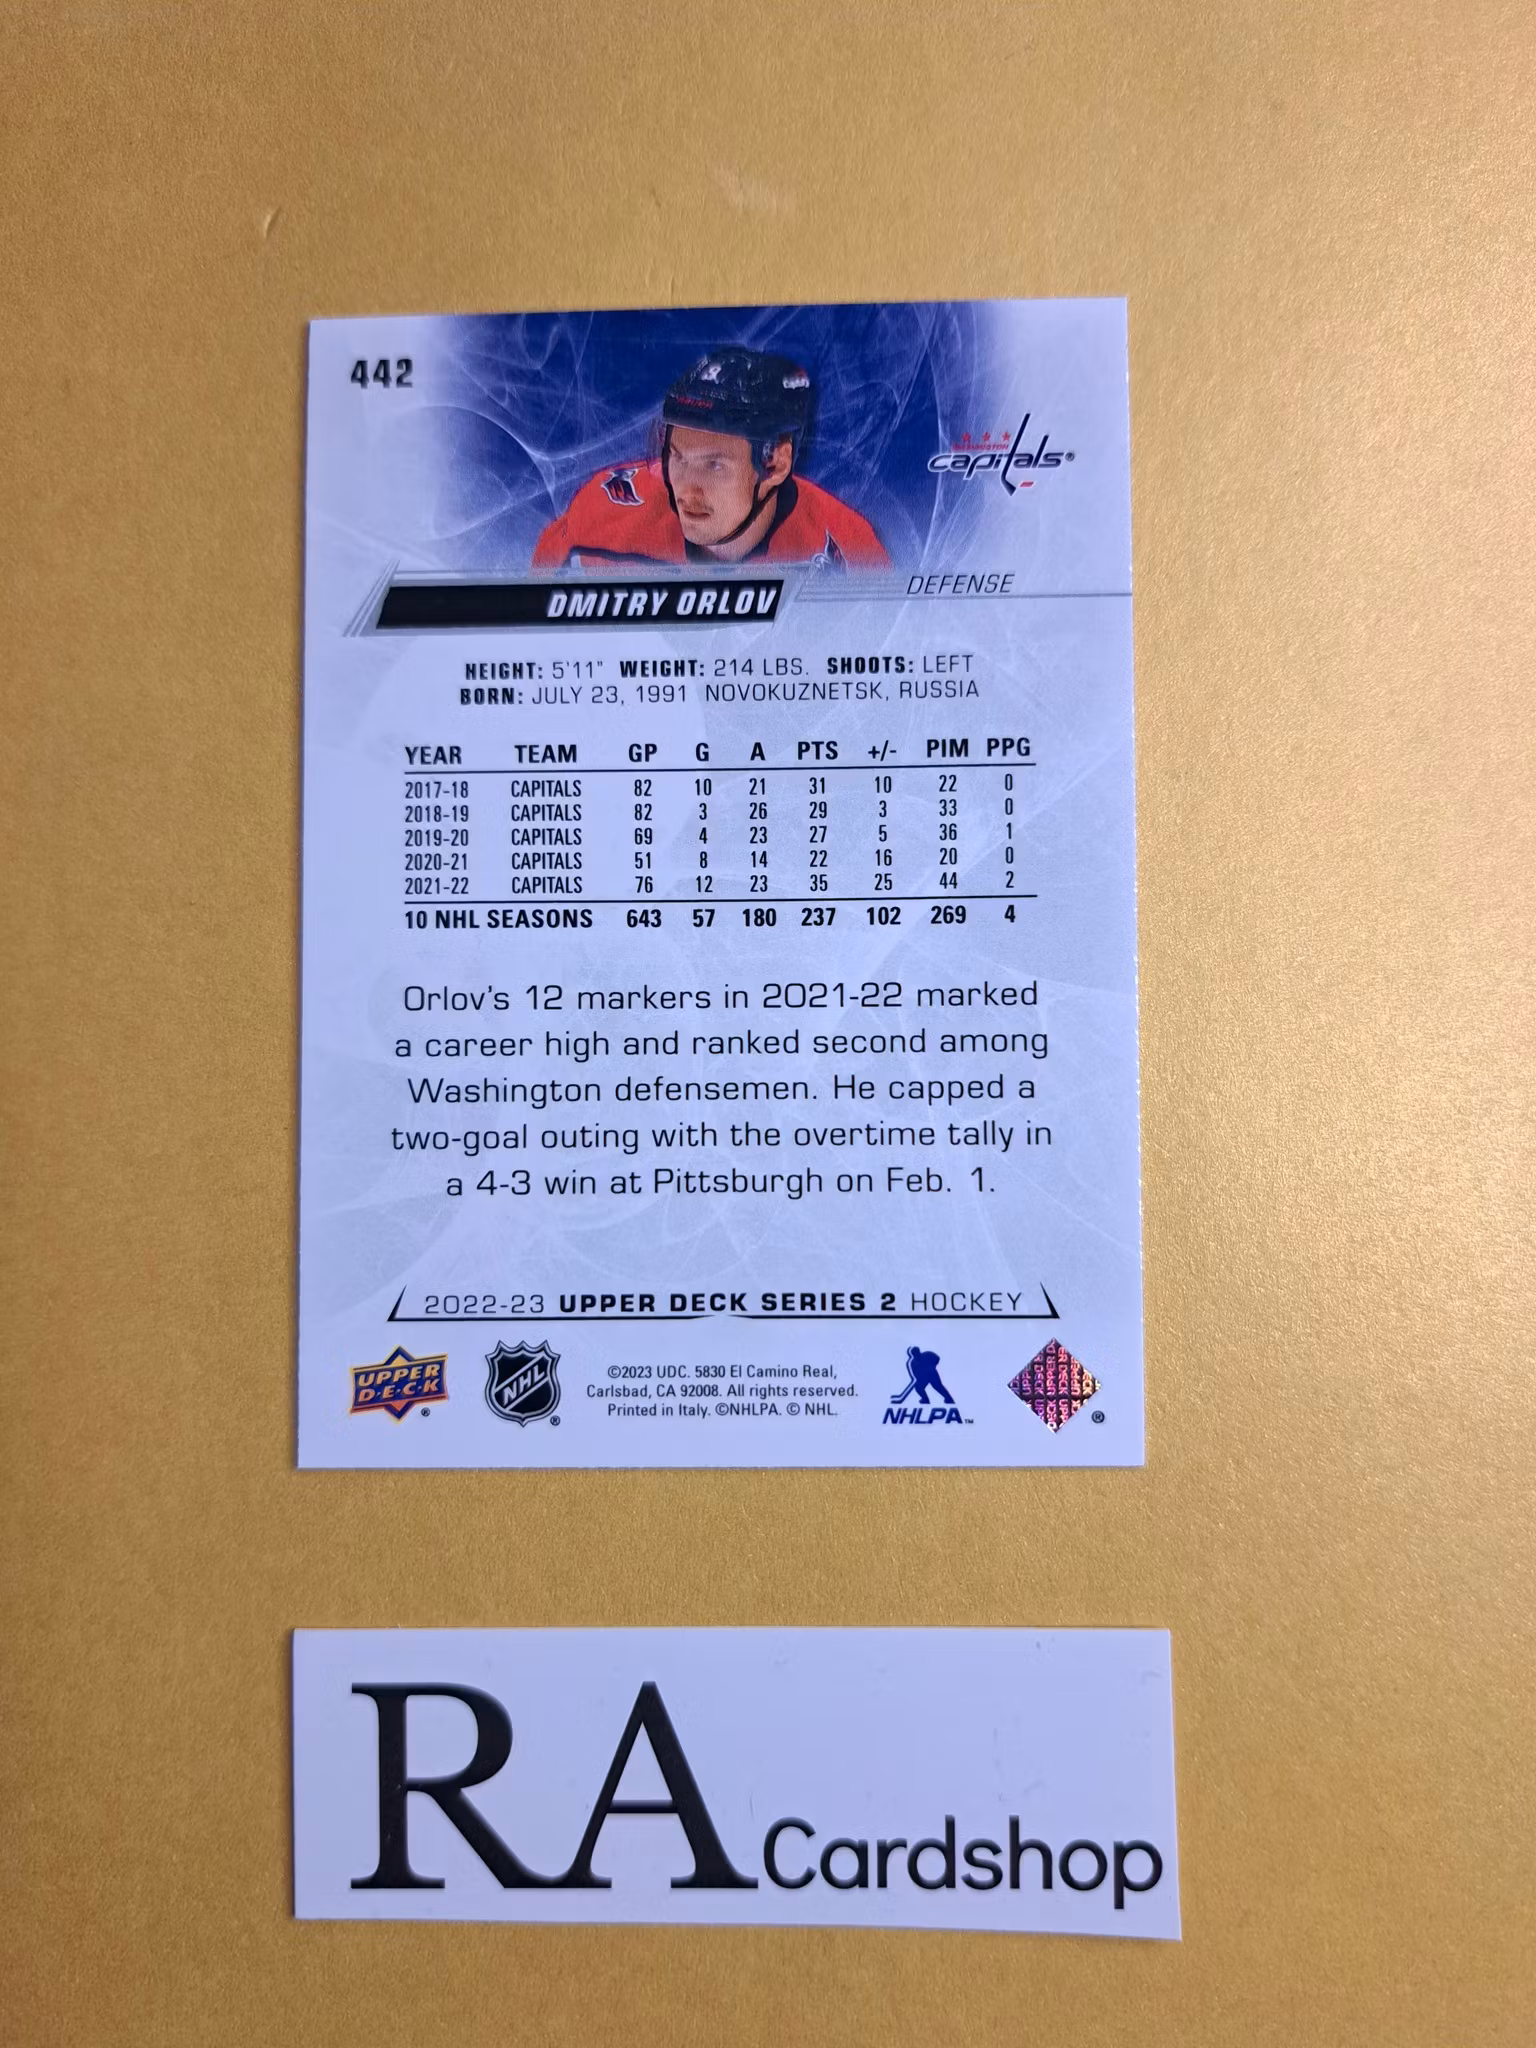 442
WASHINGTON
capitals®
DMITRY ORLOV
DEFENSE
HEIGHT: 5'11" WEIGHT: 214 LBS. SHOOTS: LEFT
BORN: JULY 23, 1991 NOVOKUZNETSK, RUSSIA
YEAR TEAM GP G A PTS +/- PIM PPG
2017-18 CAPITALS 82 10 21 31 10 22 0
2018-19 CAPITALS 82 3 26 29 3 33 0
2019-20 CAPITALS 69 4 23 27 5 36 1
2020-21 CAPITALS 51 8 14 22 16 20 0
2021-22 CAPITALS 76 12 23 35 25 44 2
10 NHL SEASONS 643 57 180 237 102 269 4
Orlov's 12 markers in 2021-22 marked
a career high and ranked second among
Washington defensemen. He capped a
two-goal outing with the overtime tally in
a 4-3 win at Pittsburgh on Feb. 1.
2022-23 UPPER DECK SERIES 2 HOCKEY
UPPER
D·E·C·K
®
NHL
®
©2023 UDC. 5830 El Camino Real,
Carlsbad, CA 92008. All rights reserved.
Printed in Italy. ©NHLPA. © NHL.
NHLPA™
®
RA Cardshop